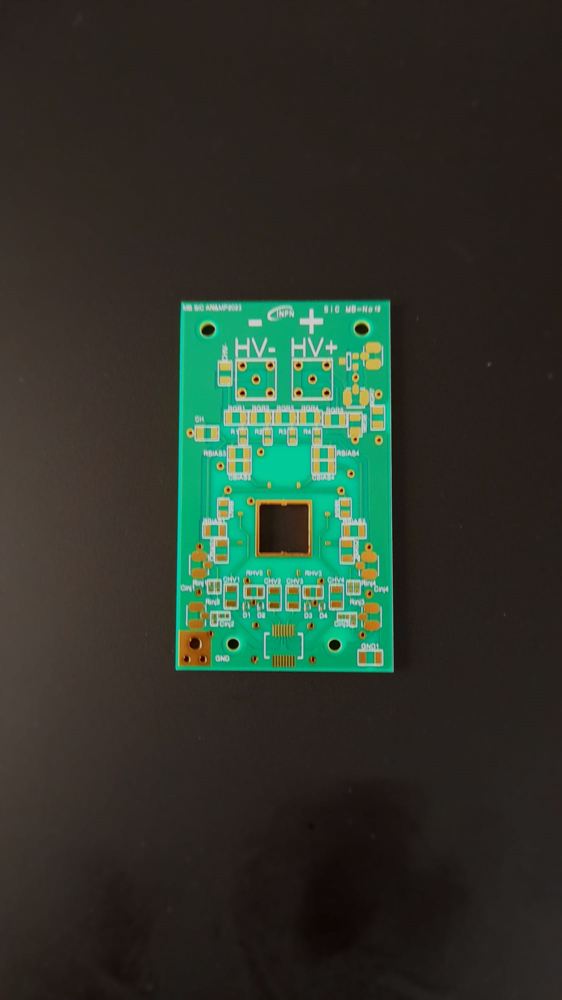 MB SiC AN&MP2023
INFN
SIC MB-No
- +
HV- HV+
RGR1 RGR2 RGR3 RGR4 RGR5
CH
R1 R2 R3 R4
RBIAS3 RBIAS4
CBIAS3 CBIAS4
RBIAS2
RHV2 RHV3
CHV1 CHV2 CHV3 CHV4
Rinj1 Rinj4
Cinj1 Cinj4
Rinj2 Rinj3
D1 D2 D3 D4
Cinj2 Cinj3
GND1
GND